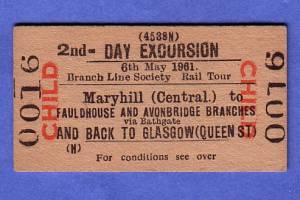 (4538N)
2nd- DAY EXCURSION
6th May 1961.
Branch Line Society Rail Tour
Maryhill (Central.) to
FAULDHOUSE AND AVONBRIDGE BRANCHES
via Bathgate
AND BACK TO GLASGOW(QUEEN ST)
(N)
For conditions see over
0016
CHILD
CHILD
0016